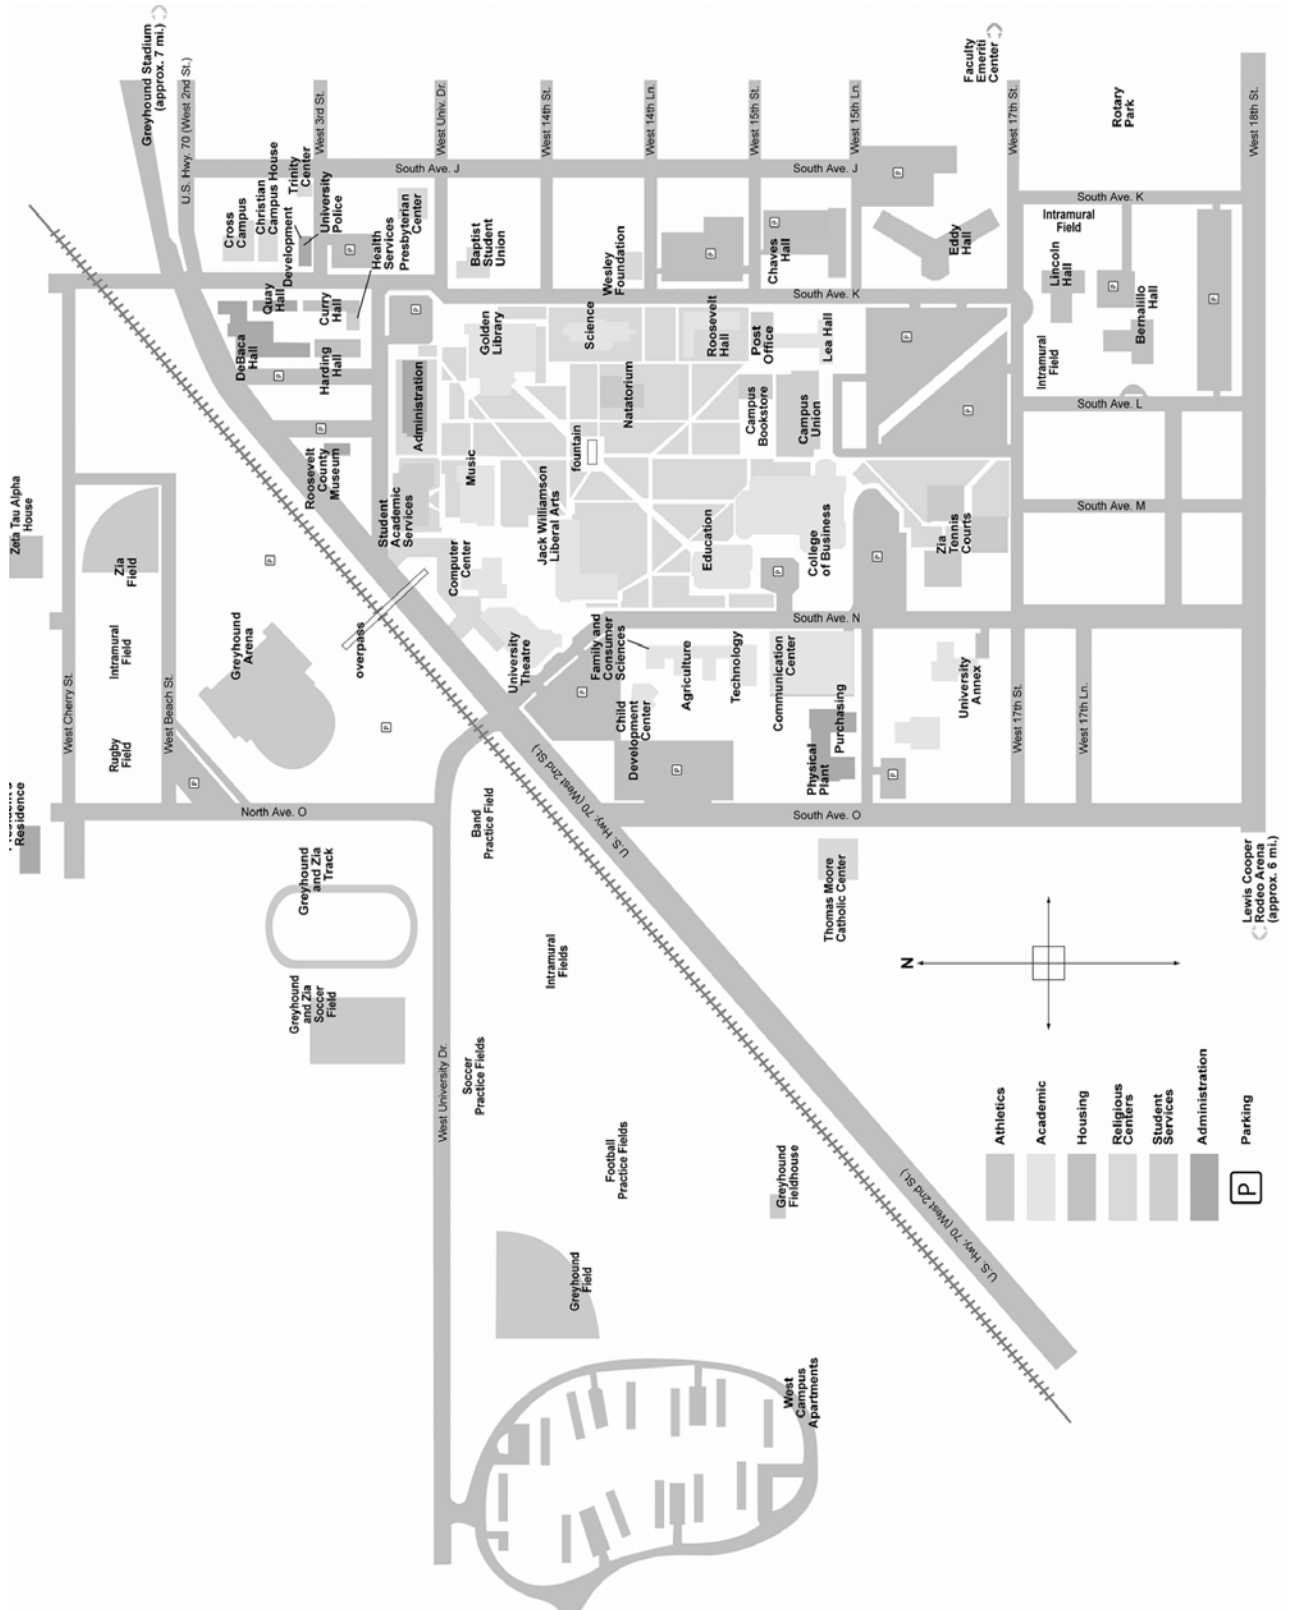 Residence
Zeta Tau Alpha
House
West Cherry St.
Rugby
Field
Intramural
Field
Zia
Field
West Beach St.
Greyhound Stadium
(approx. 7 mi.)
U.S. Hwy. 70 (West 2nd St.)
North Ave. O
Greyhound
Arena
P
P
P
overpass
Greyhound
and Zia
Soccer
Field
Greyhound
and Zia
Track
Cross
Campus
Christian
Campus House
Development
Trinity
Center
University
Police
West 3rd St.
DeBaca
Hall
Quay
Hall
Curry
Hall
Harding
Hall
Health
Services
P
P
P
Roosevelt
County
Museum
Presbyterian
Center
Student
Academic
Services
Administration
P
South Ave. J
West Univ. Dr.
West University Dr.
Soccer
Practice Fields
Band
Practice Field
Computer
Center
Music
Golden
Library
Baptist
Student
Union
University
Theatre
Jack Williamson
Liberal Arts
West 14th St.
Intramural
Fields
U.S. Hwy. 70 (West 2nd St.)
Greyhound
Field
P
fountain
Science
Family and
Consumer
Sciences
Football
Practice Fields
Child
Development
Center
Natatorium
Wesley
Foundation
West 14th Ln.
P
Agriculture
Education
Roosevelt
Hall
P
Technology
Campus
Bookstore
Post
Office
West 15th St.
Greyhound
Fieldhouse
Communication
Center
P
Chaves
Hall
P
West
Campus
Apartments
Physical
Plant
Purchasing
College
of Business
Campus
Union
Lea Hall
South Ave. O
South Ave. N
South Ave. K
South Ave. J
Thomas Moore
Catholic Center
West 15th Ln.
P
P
P
P
U.S. Hwy. 70 (West 2nd St.)
N
University
Annex
Zia
Tennis
Courts
P
Eddy
Hall
Faculty
Emeriti
Center
West 17th St.
West 17th St.
Intramural
Field
Lincoln
Hall
Intramural
Field
West 17th Ln.
South Ave. M
South Ave. L
South Ave. K
P
Bernalillo
Hall
Rotary
Park
P
West 18th St.
Lewis Cooper
Rodeo Arena
(approx. 6 mi.)
Athletics
Academic
Housing
Religious
Centers
Student
Services
Administration
P
Parking